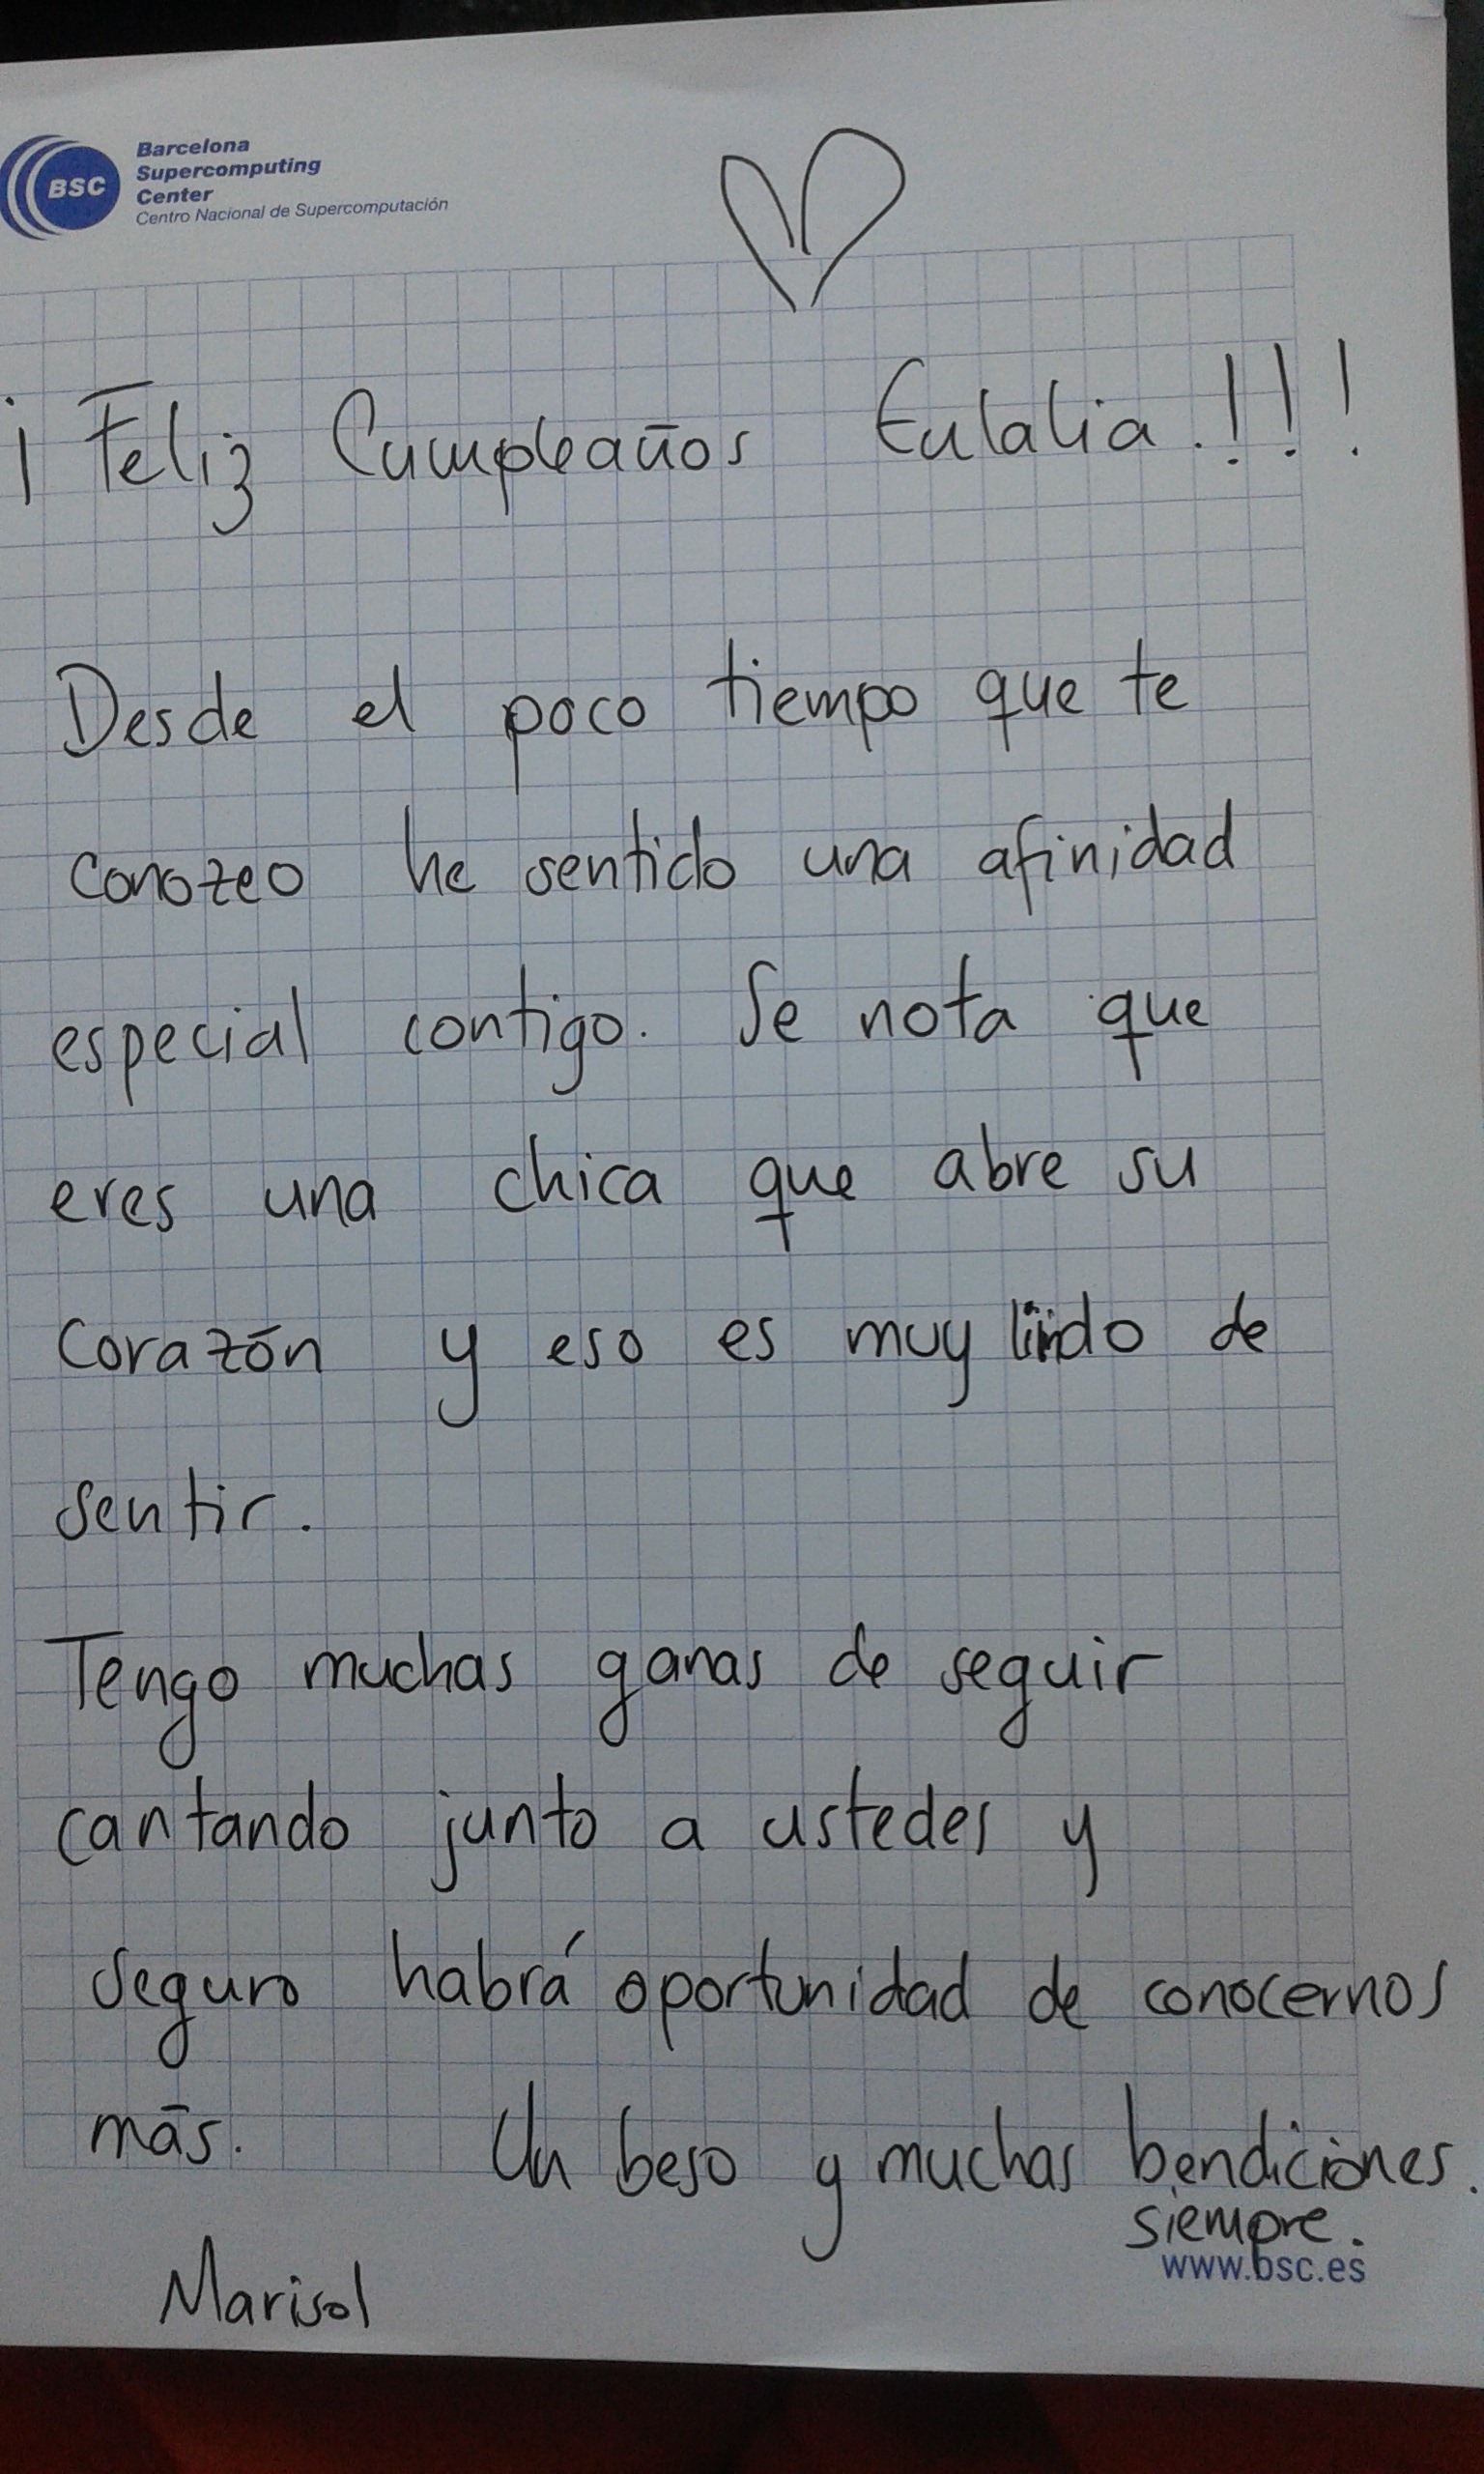 BSC
Barcelona
Supercomputing
Center
Centro Nacional de Supercomputación
¡Feliz Cumpleaños Eulalia.!!!
Desde el poco tiempo que te
conozco he sentido una afinidad
especial contigo. Se nota que
eres una chica que abre su
corazón y eso es muy lindo de
sentir.
Tengo muchas ganas de seguir
cantando junto a ustedes y
seguro habrá oportunidad de conocernos
más. Un beso y muchas bendiciones.
siempre.
www.bsc.es
Marisol